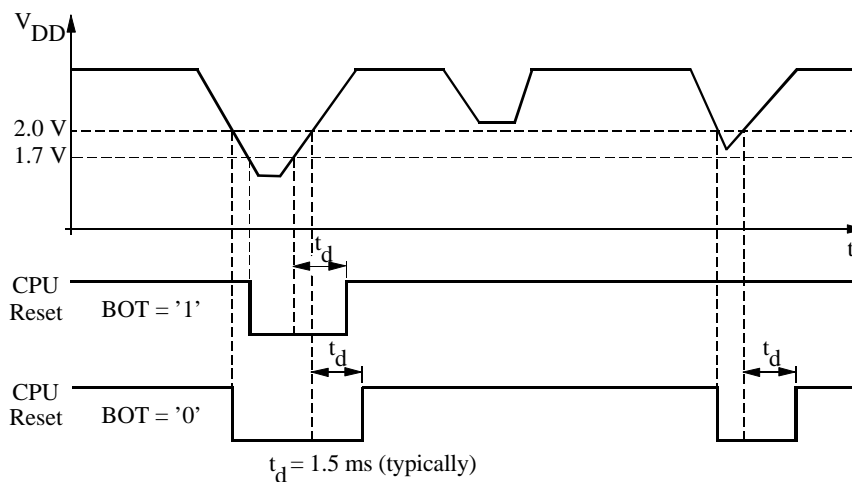 V_DD
2.0 V
1.7 V
t
t_d
CPU
Reset
BOT = '1'
t_d
t_d
CPU
Reset
BOT = '0'
t_d = 1.5 ms (typically)